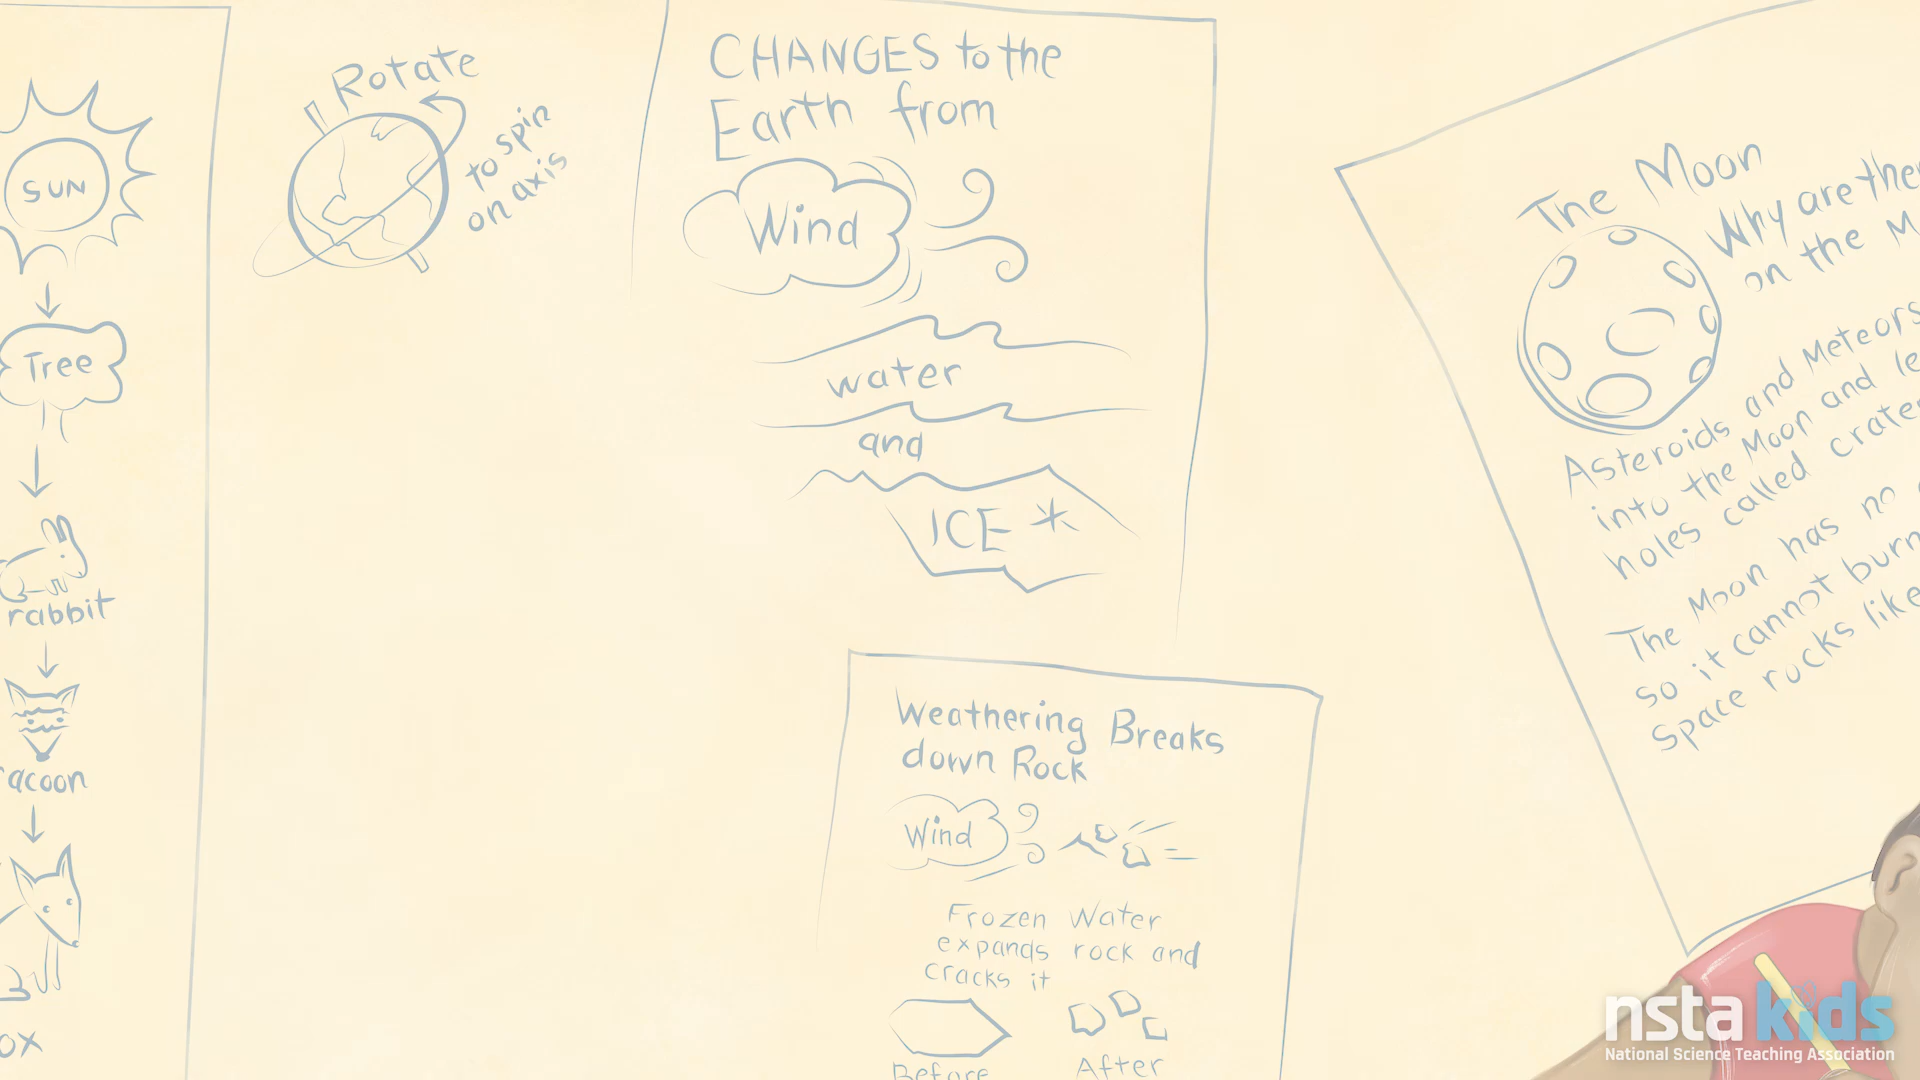 SUN
Tree
rabbit
acoon
ox
Rotate
to spin
on axis
CHANGES to the
Earth from
Wind
water
and
ICE *
Weathering Breaks
down Rock
Wind
Frozen Water
expands rock and
cracks it
Before
After
The Moon
Why are the
on the M
Asteroids and Meteors
into the Moon and le
holes called crate
The Moon has no
so it cannot burn
Space rocks like
nsta kids
National Science Teaching Association